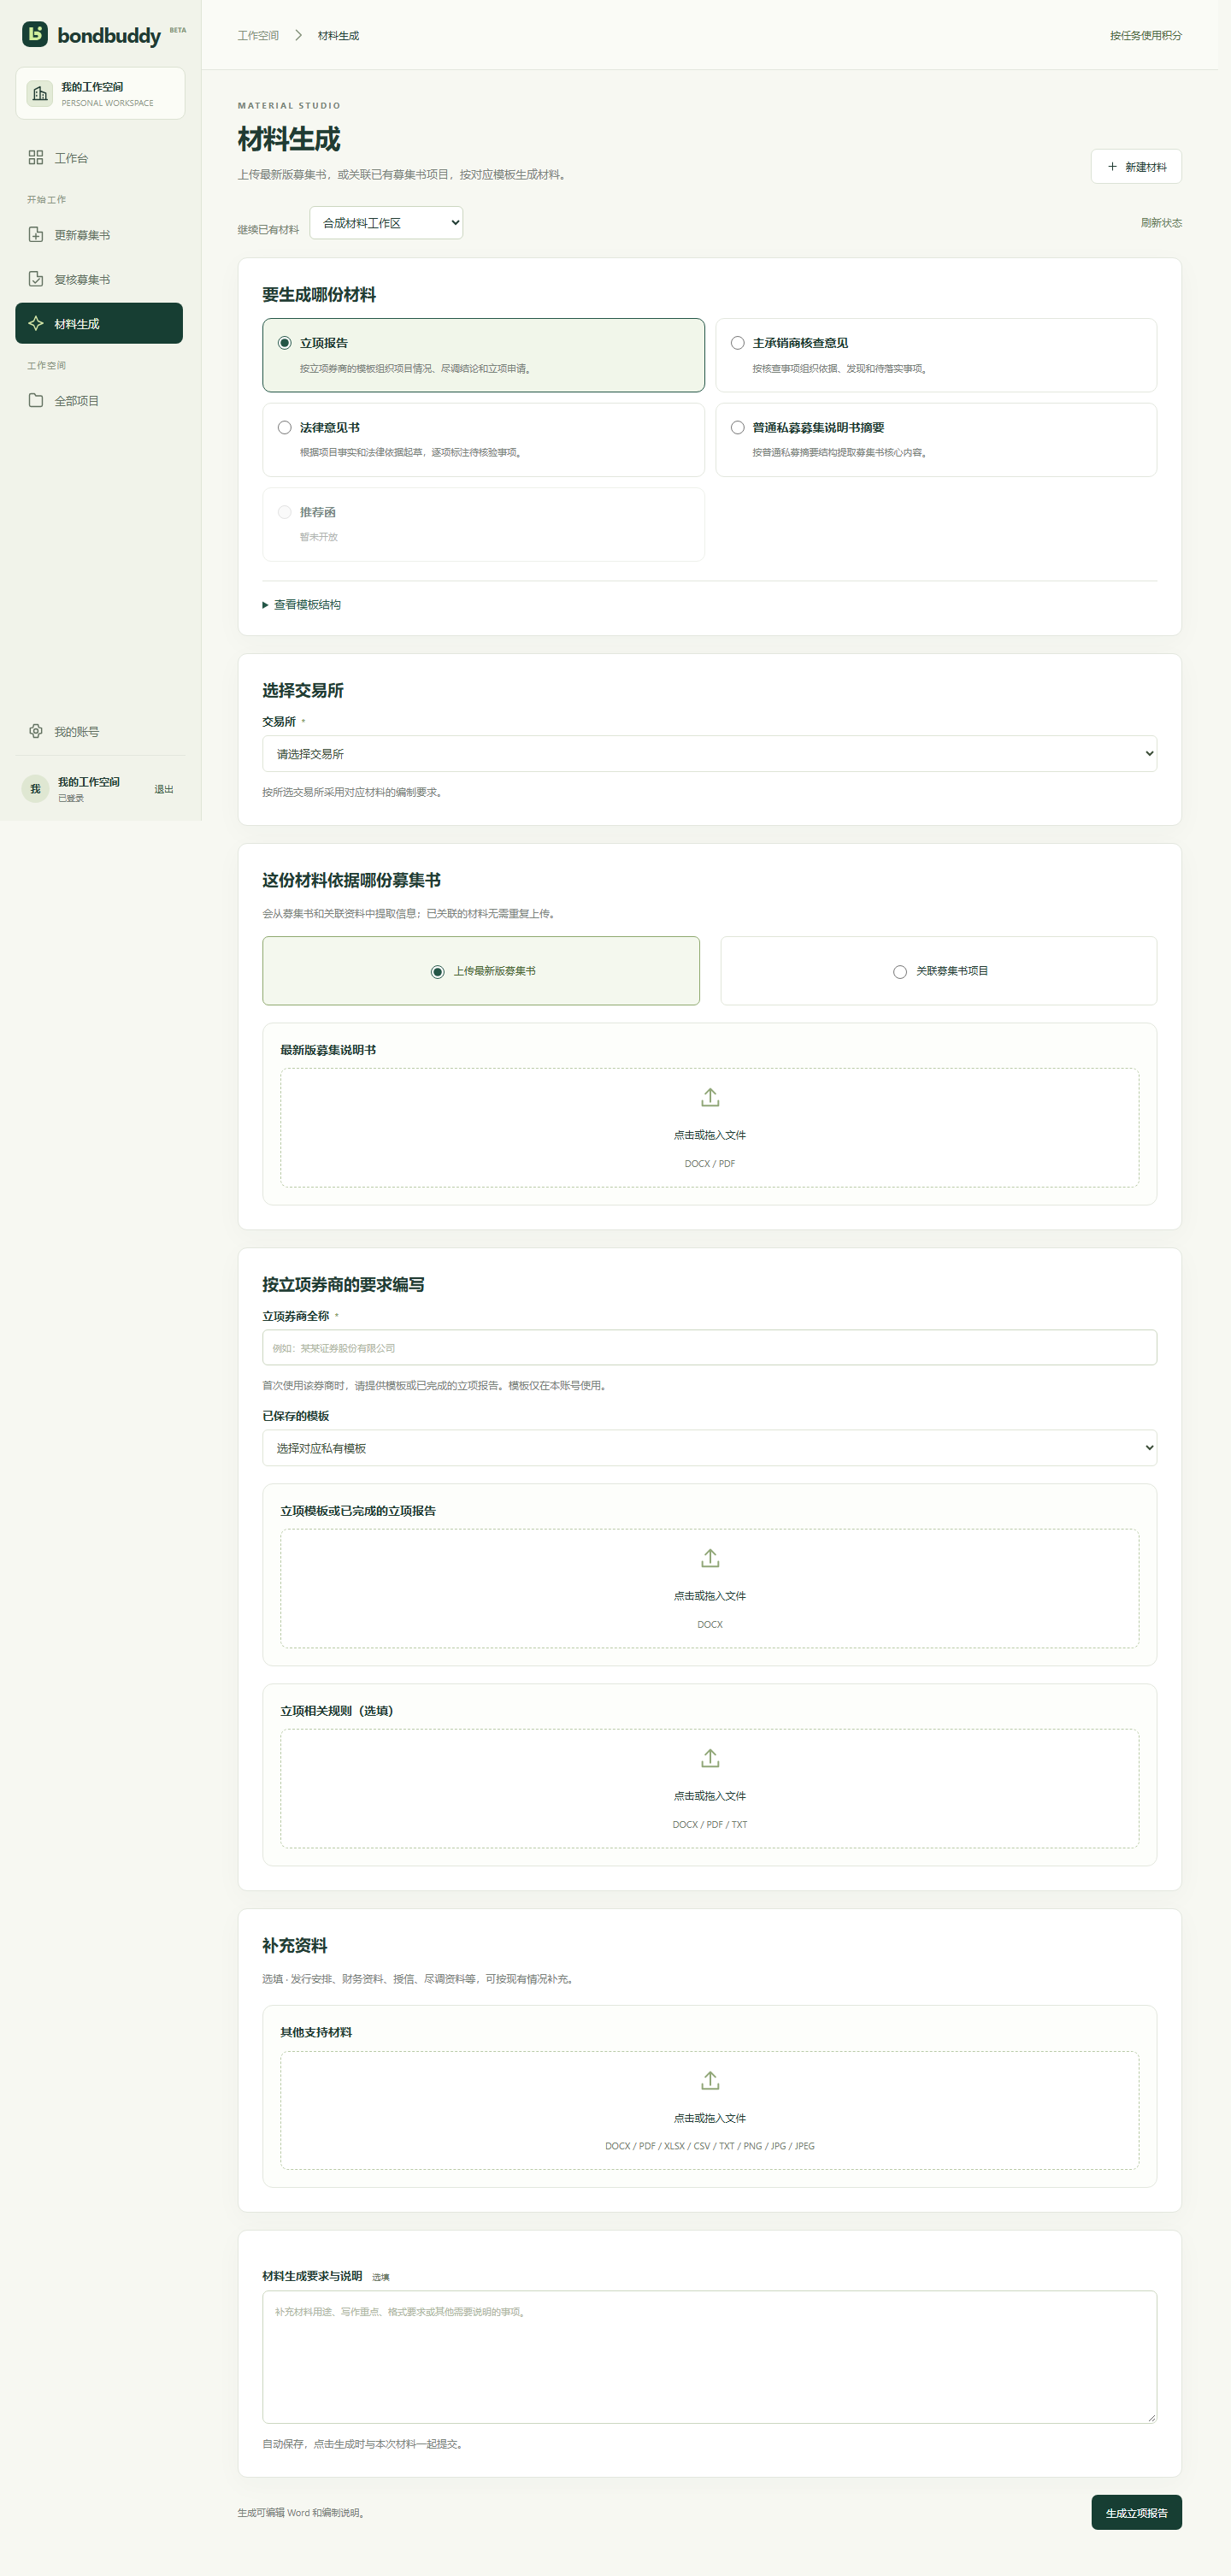 bondbuddy BETA
我的工作空间
PERSONAL WORKSPACE
工作台
开始工作
更新募集书
复核募集书
材料生成
工作空间
全部项目
我的账号
我 我的工作空间
已登录
退出
工作空间 > 材料生成
按任务使用积分
MATERIAL STUDIO
材料生成
上传最新版募集书，或关联已有募集书项目，按对应模板生成材料。
+ 新建材料
继续已有材料 合成材料工作区
刷新状态
要生成哪份材料
立项报告
按立项券商的模板组织项目情况、尽调结论和立项申请。
主承销商核查意见
按核查事项组织依据、发现和待落实事项。
法律意见书
根据项目事实和法律依据起草，逐项标注待核验事项。
普通私募募集说明书摘要
按普通私募摘要结构提取募集书核心内容。
推荐函
暂未开放
查看模板结构
选择交易所
交易所 *
请选择交易所
按所选交易所采用对应材料的编制要求。
这份材料依据哪份募集书
会从募集书和关联资料中提取信息；已关联的材料无需重复上传。
上传最新版募集书
关联募集书项目
最新版募集说明书
点击或拖入文件
DOCX / PDF
按立项券商的要求编写
立项券商全称 *
例如：某某证券股份有限公司
首次使用该券商时，请提供模板或已完成的立项报告。模板仅在本账号使用。
已保存的模板
选择对应私有模板
立项模板或已完成的立项报告
点击或拖入文件
DOCX
立项相关规则（选填）
点击或拖入文件
DOCX / PDF / TXT
补充资料
选填 · 发行安排、财务资料、授信、尽调资料等，可按现有情况补充。
其他支持材料
点击或拖入文件
DOCX / PDF / XLSX / CSV / TXT / PNG / JPG / JPEG
材料生成要求与说明 选填
补充材料用途、写作重点、格式要求或其他需要说明的事项。
自动保存，点击生成时与本次材料一起提交。
生成可编辑 Word 和编制说明。
生成立项报告